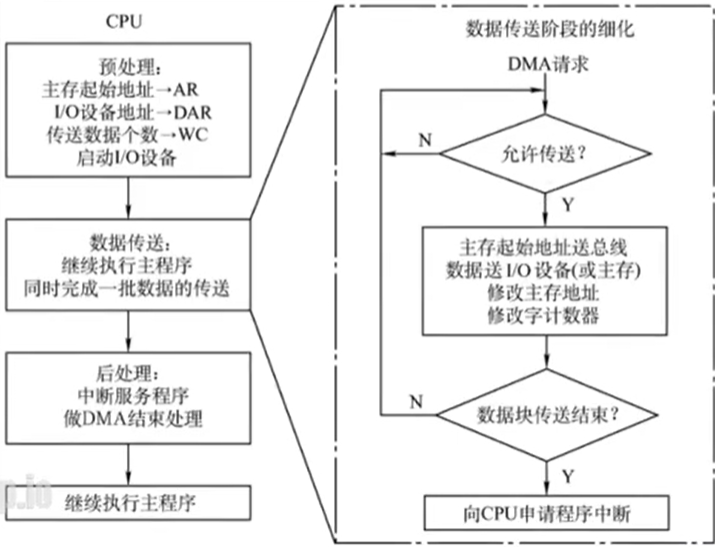 CPU
预处理：
主存起始地址→AR
I/O设备地址→DAR
传送数据个数→WC
启动I/O设备
数据传送：
继续执行主程序
同时完成一批数据的传送
后处理：
中断服务程序
做DMA结束处理
继续执行主程序
p.io
数据传送阶段的细化
DMA请求
允许传送？
N
Y
主存起始地址送总线
数据送I/O设备(或主存)
修改主存地址
修改字计数器
数据块传送结束？
N
Y
向CPU申请程序中断